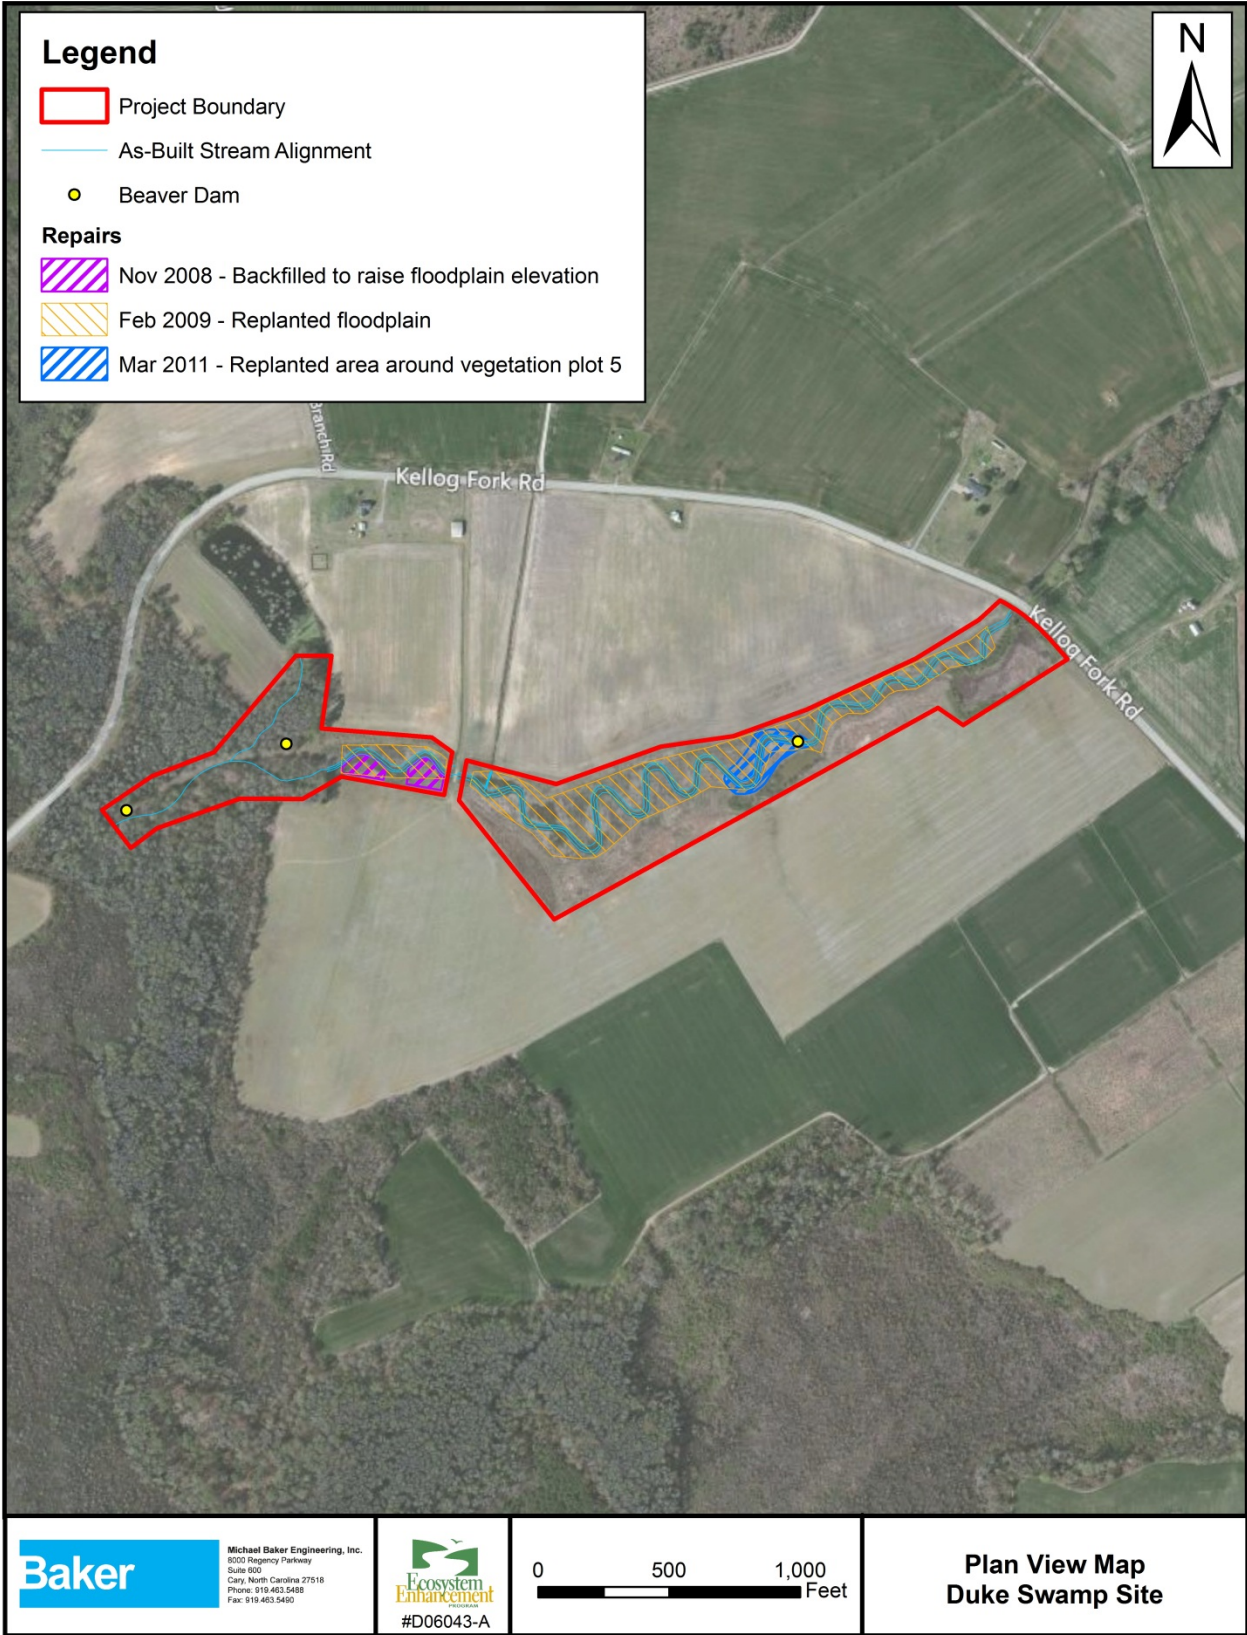 Legend
Project Boundary
As-Built Stream Alignment
Beaver Dam
Repairs
Nov 2008 - Backfilled to raise floodplain elevation
Feb 2009 - Replanted floodplain
Mar 2011 - Replanted area around vegetation plot 5
N
Branch Rd
Kellog Fork Rd
Kellog Fork Rd
Baker
Michael Baker Engineering, Inc.
8000 Regency Parkway
Suite 600
Cary, North Carolina 27518
Phone: 919.463.5488
Fax: 919.463.5490
Ecosystem
Enhancement
PROGRAM
#D06043-A
0 500 1,000
Feet
Plan View Map
Duke Swamp Site